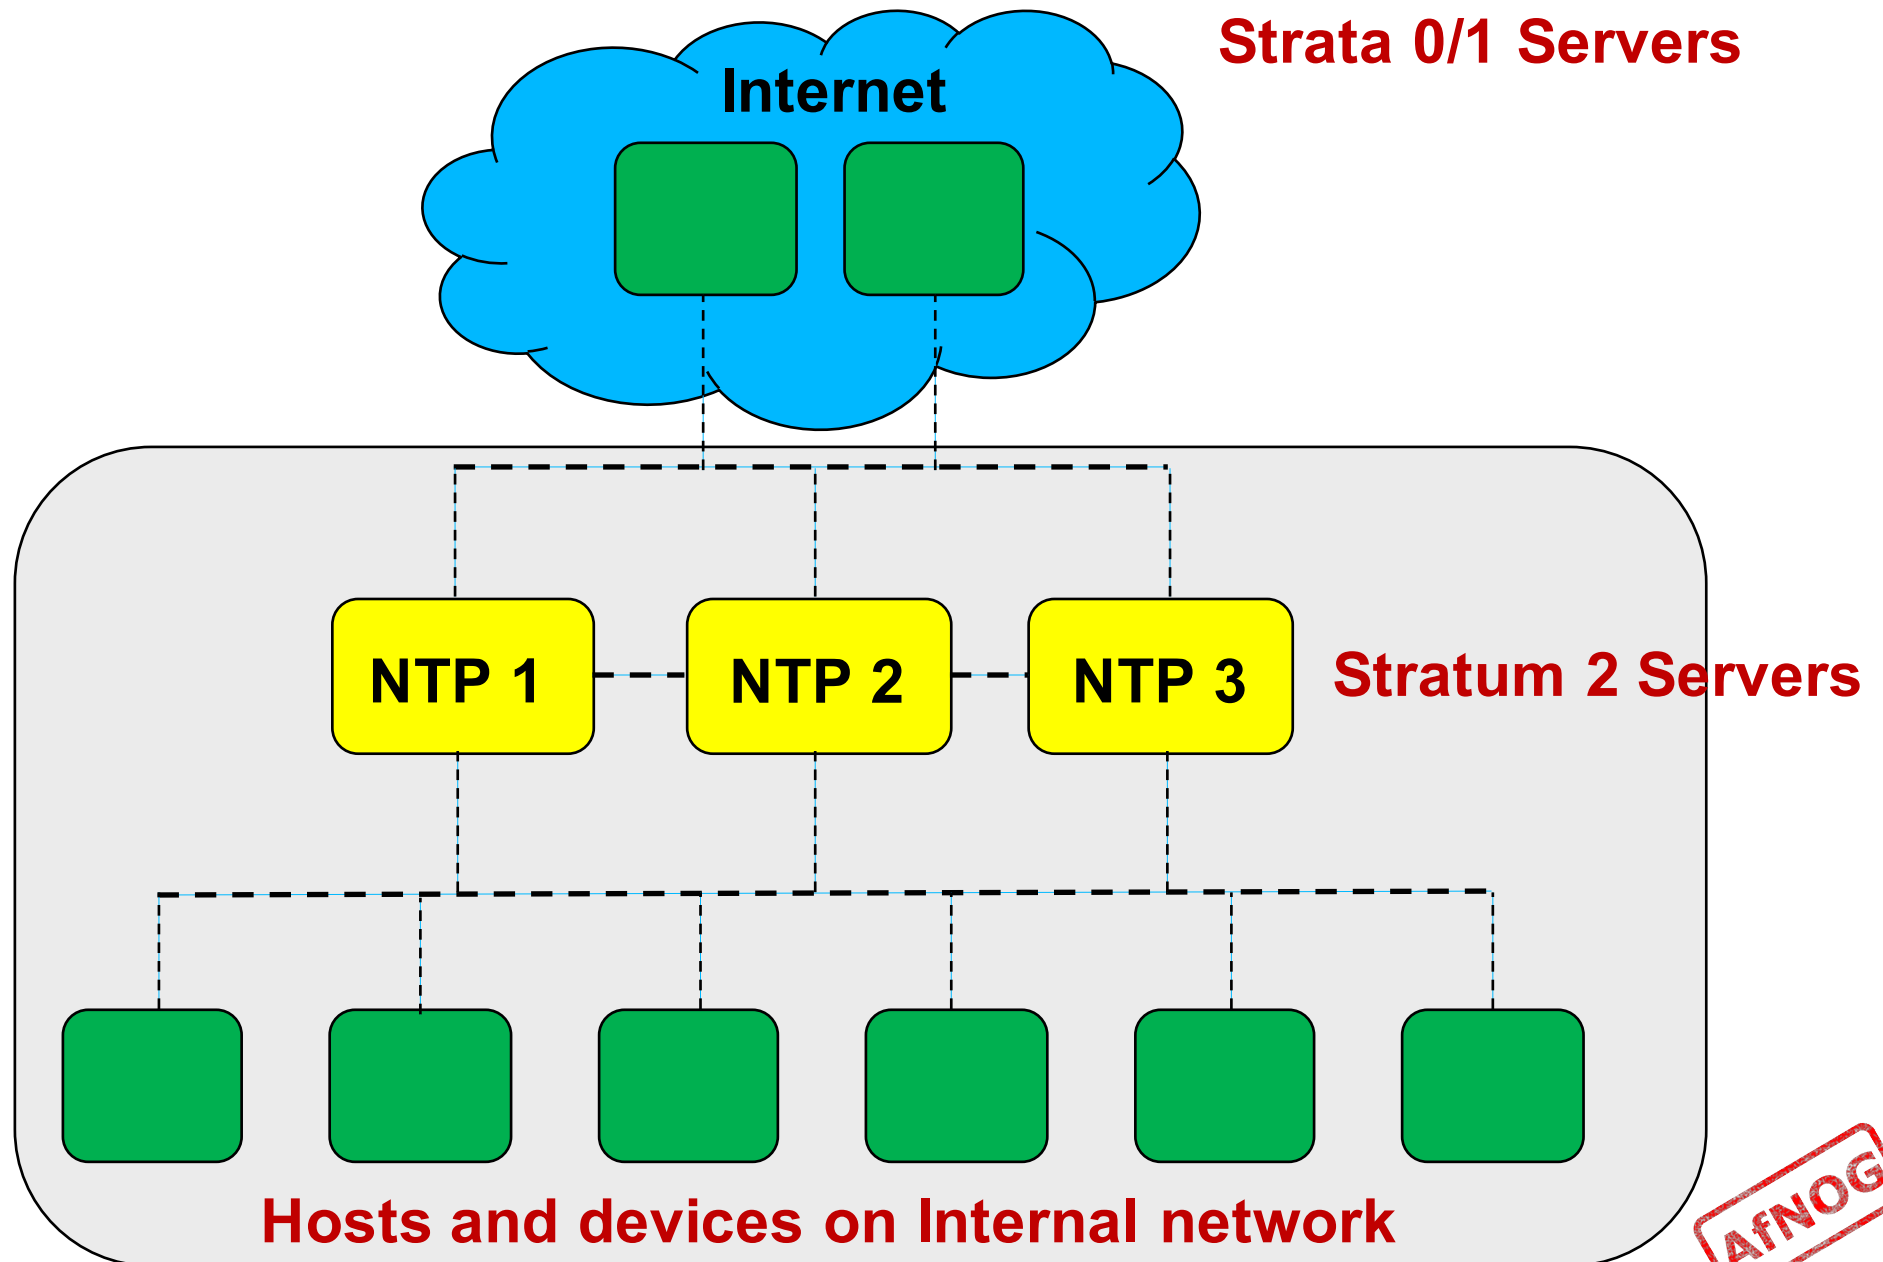 Strata 0/1 Servers
Internet
NTP 1
NTP 2
NTP 3
Stratum 2 Servers
Hosts and devices on Internal network
AfNOG